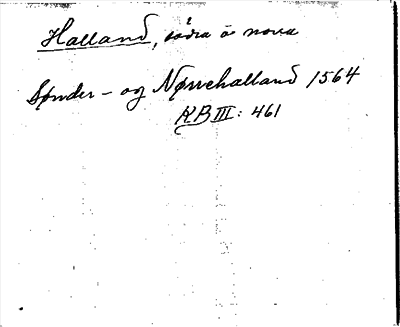 Halland, södra o. norra
Sønder- og Nørrehalland 1564
KB III: 461